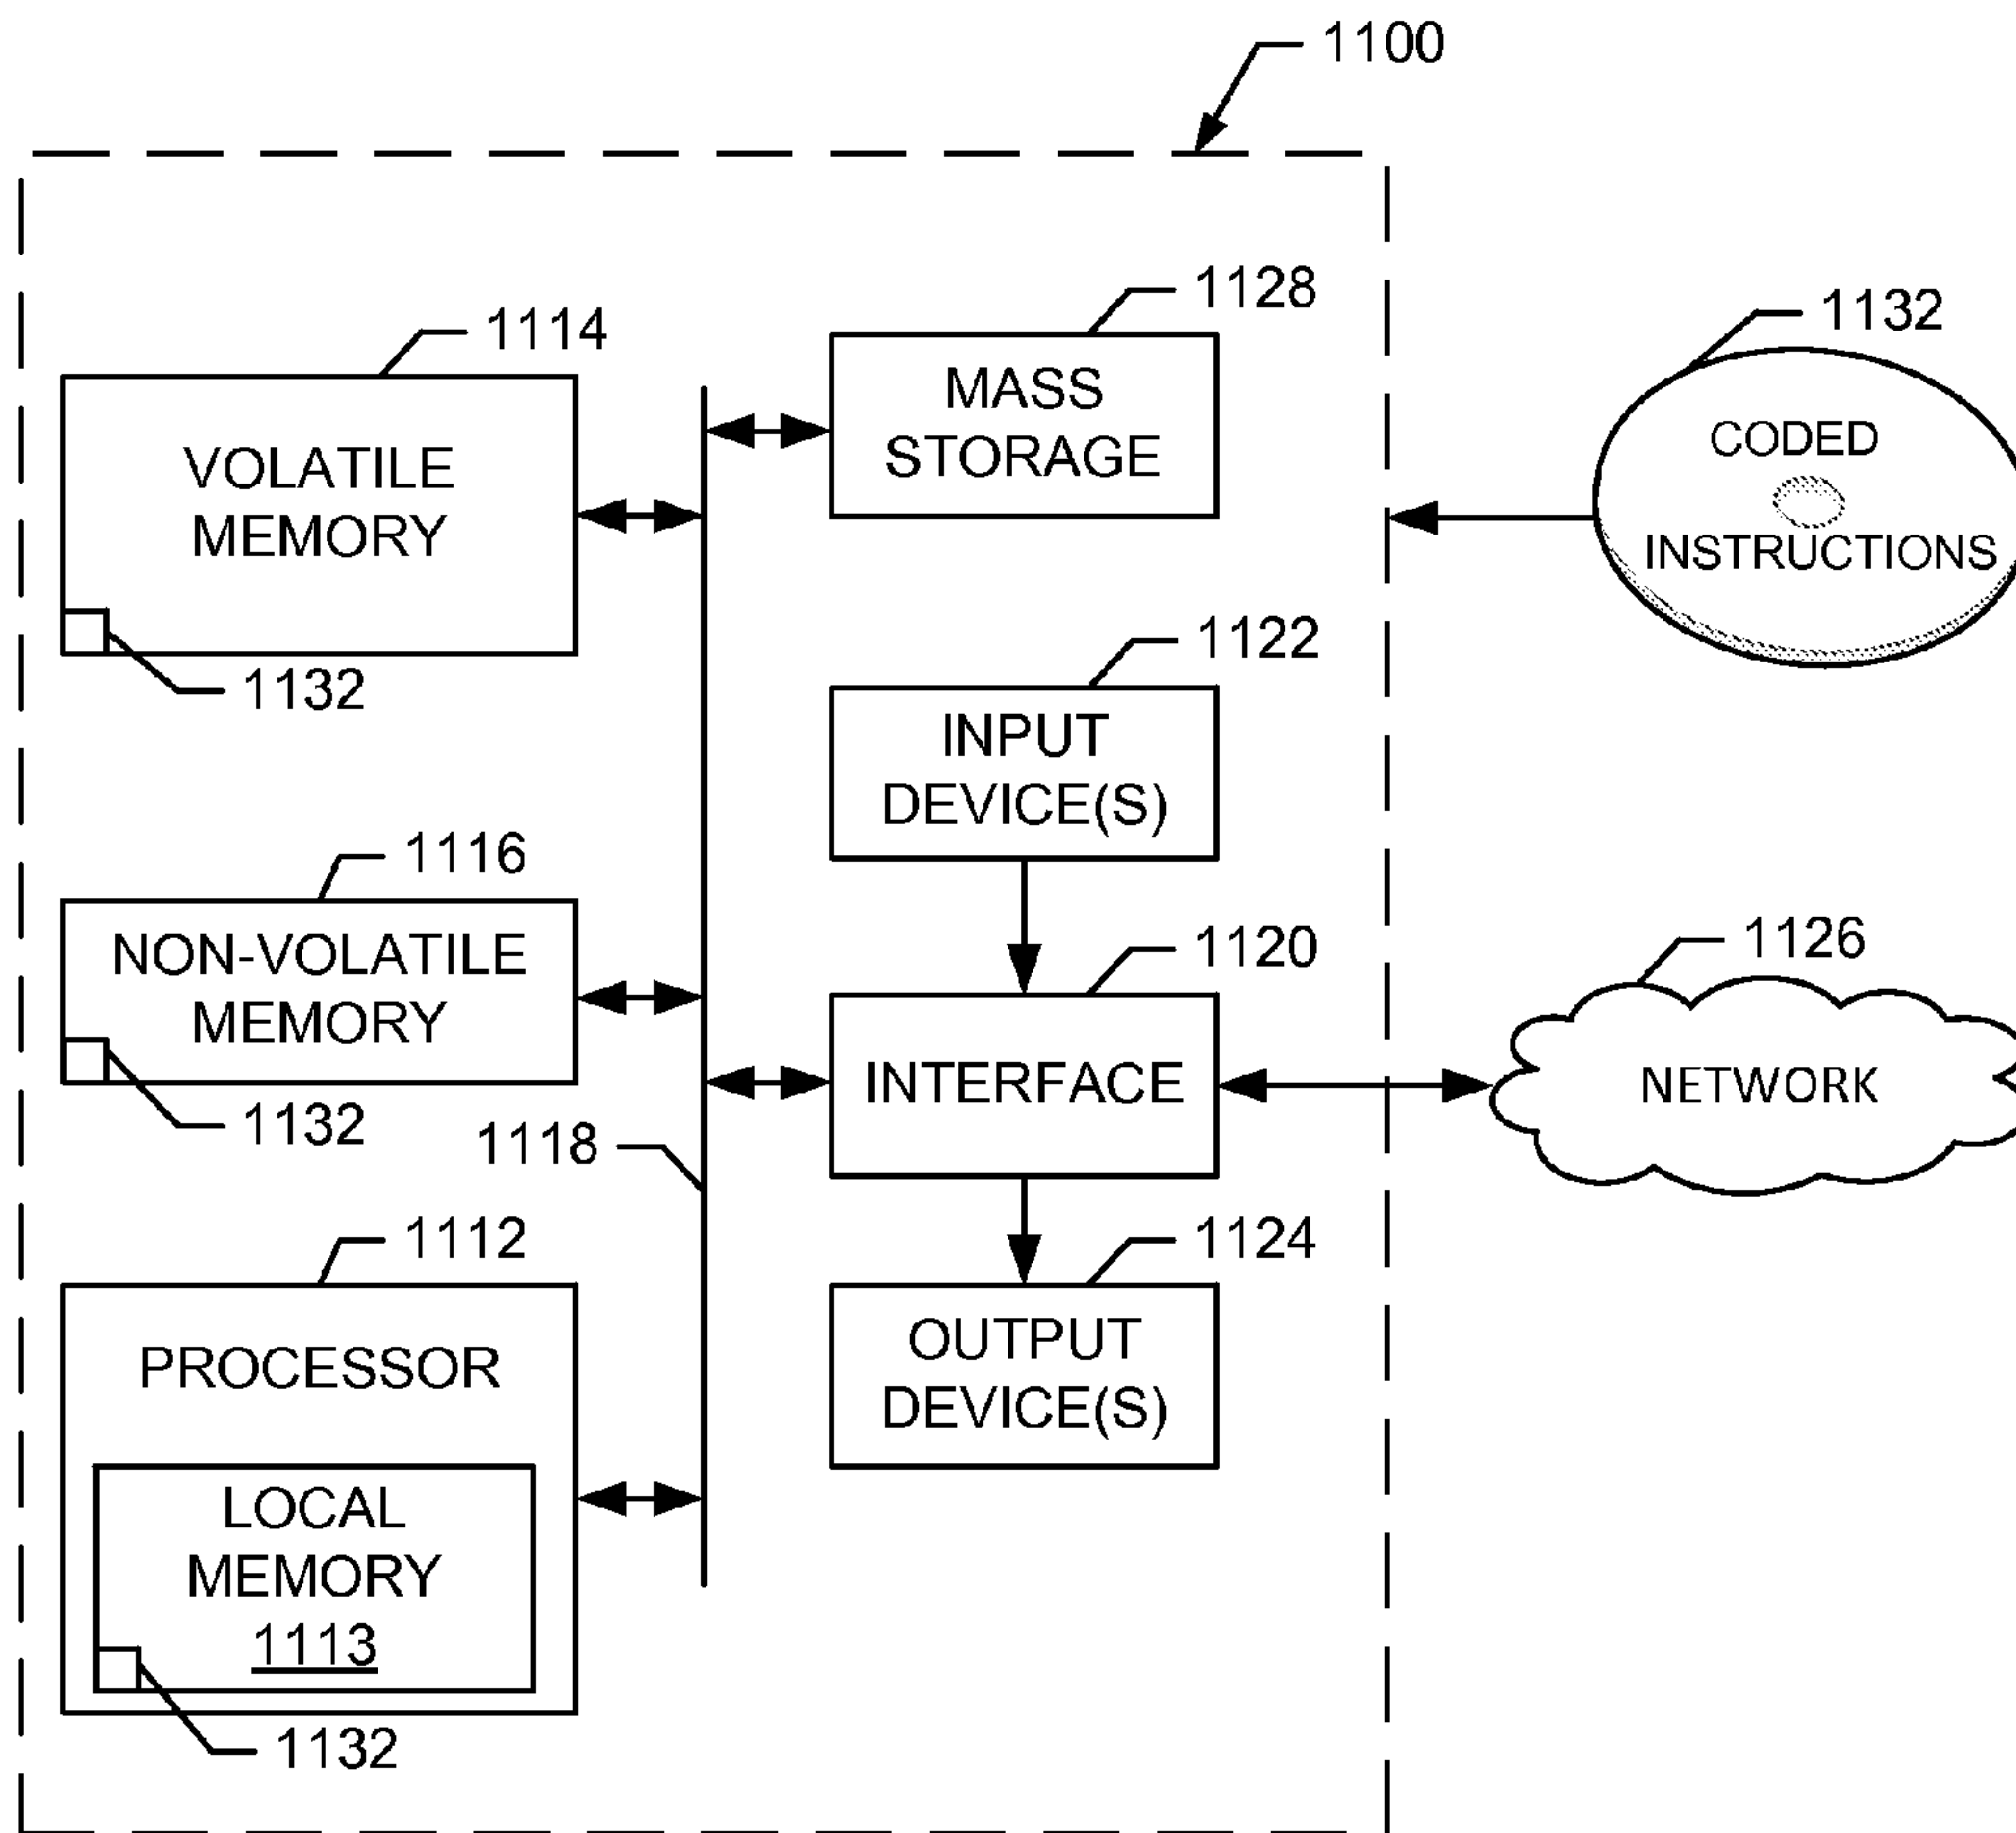 1100
1128
1114
1132
MASS
STORAGE
VOLATILE
MEMORY
CODED
INSTRUCTIONS
1132
1122
INPUT
DEVICE(S)
1116
1120
1126
NON-VOLATILE
MEMORY
INTERFACE
NETWORK
1132
1118
1112
1124
PROCESSOR
OUTPUT
DEVICE(S)
LOCAL
MEMORY
1113
1132